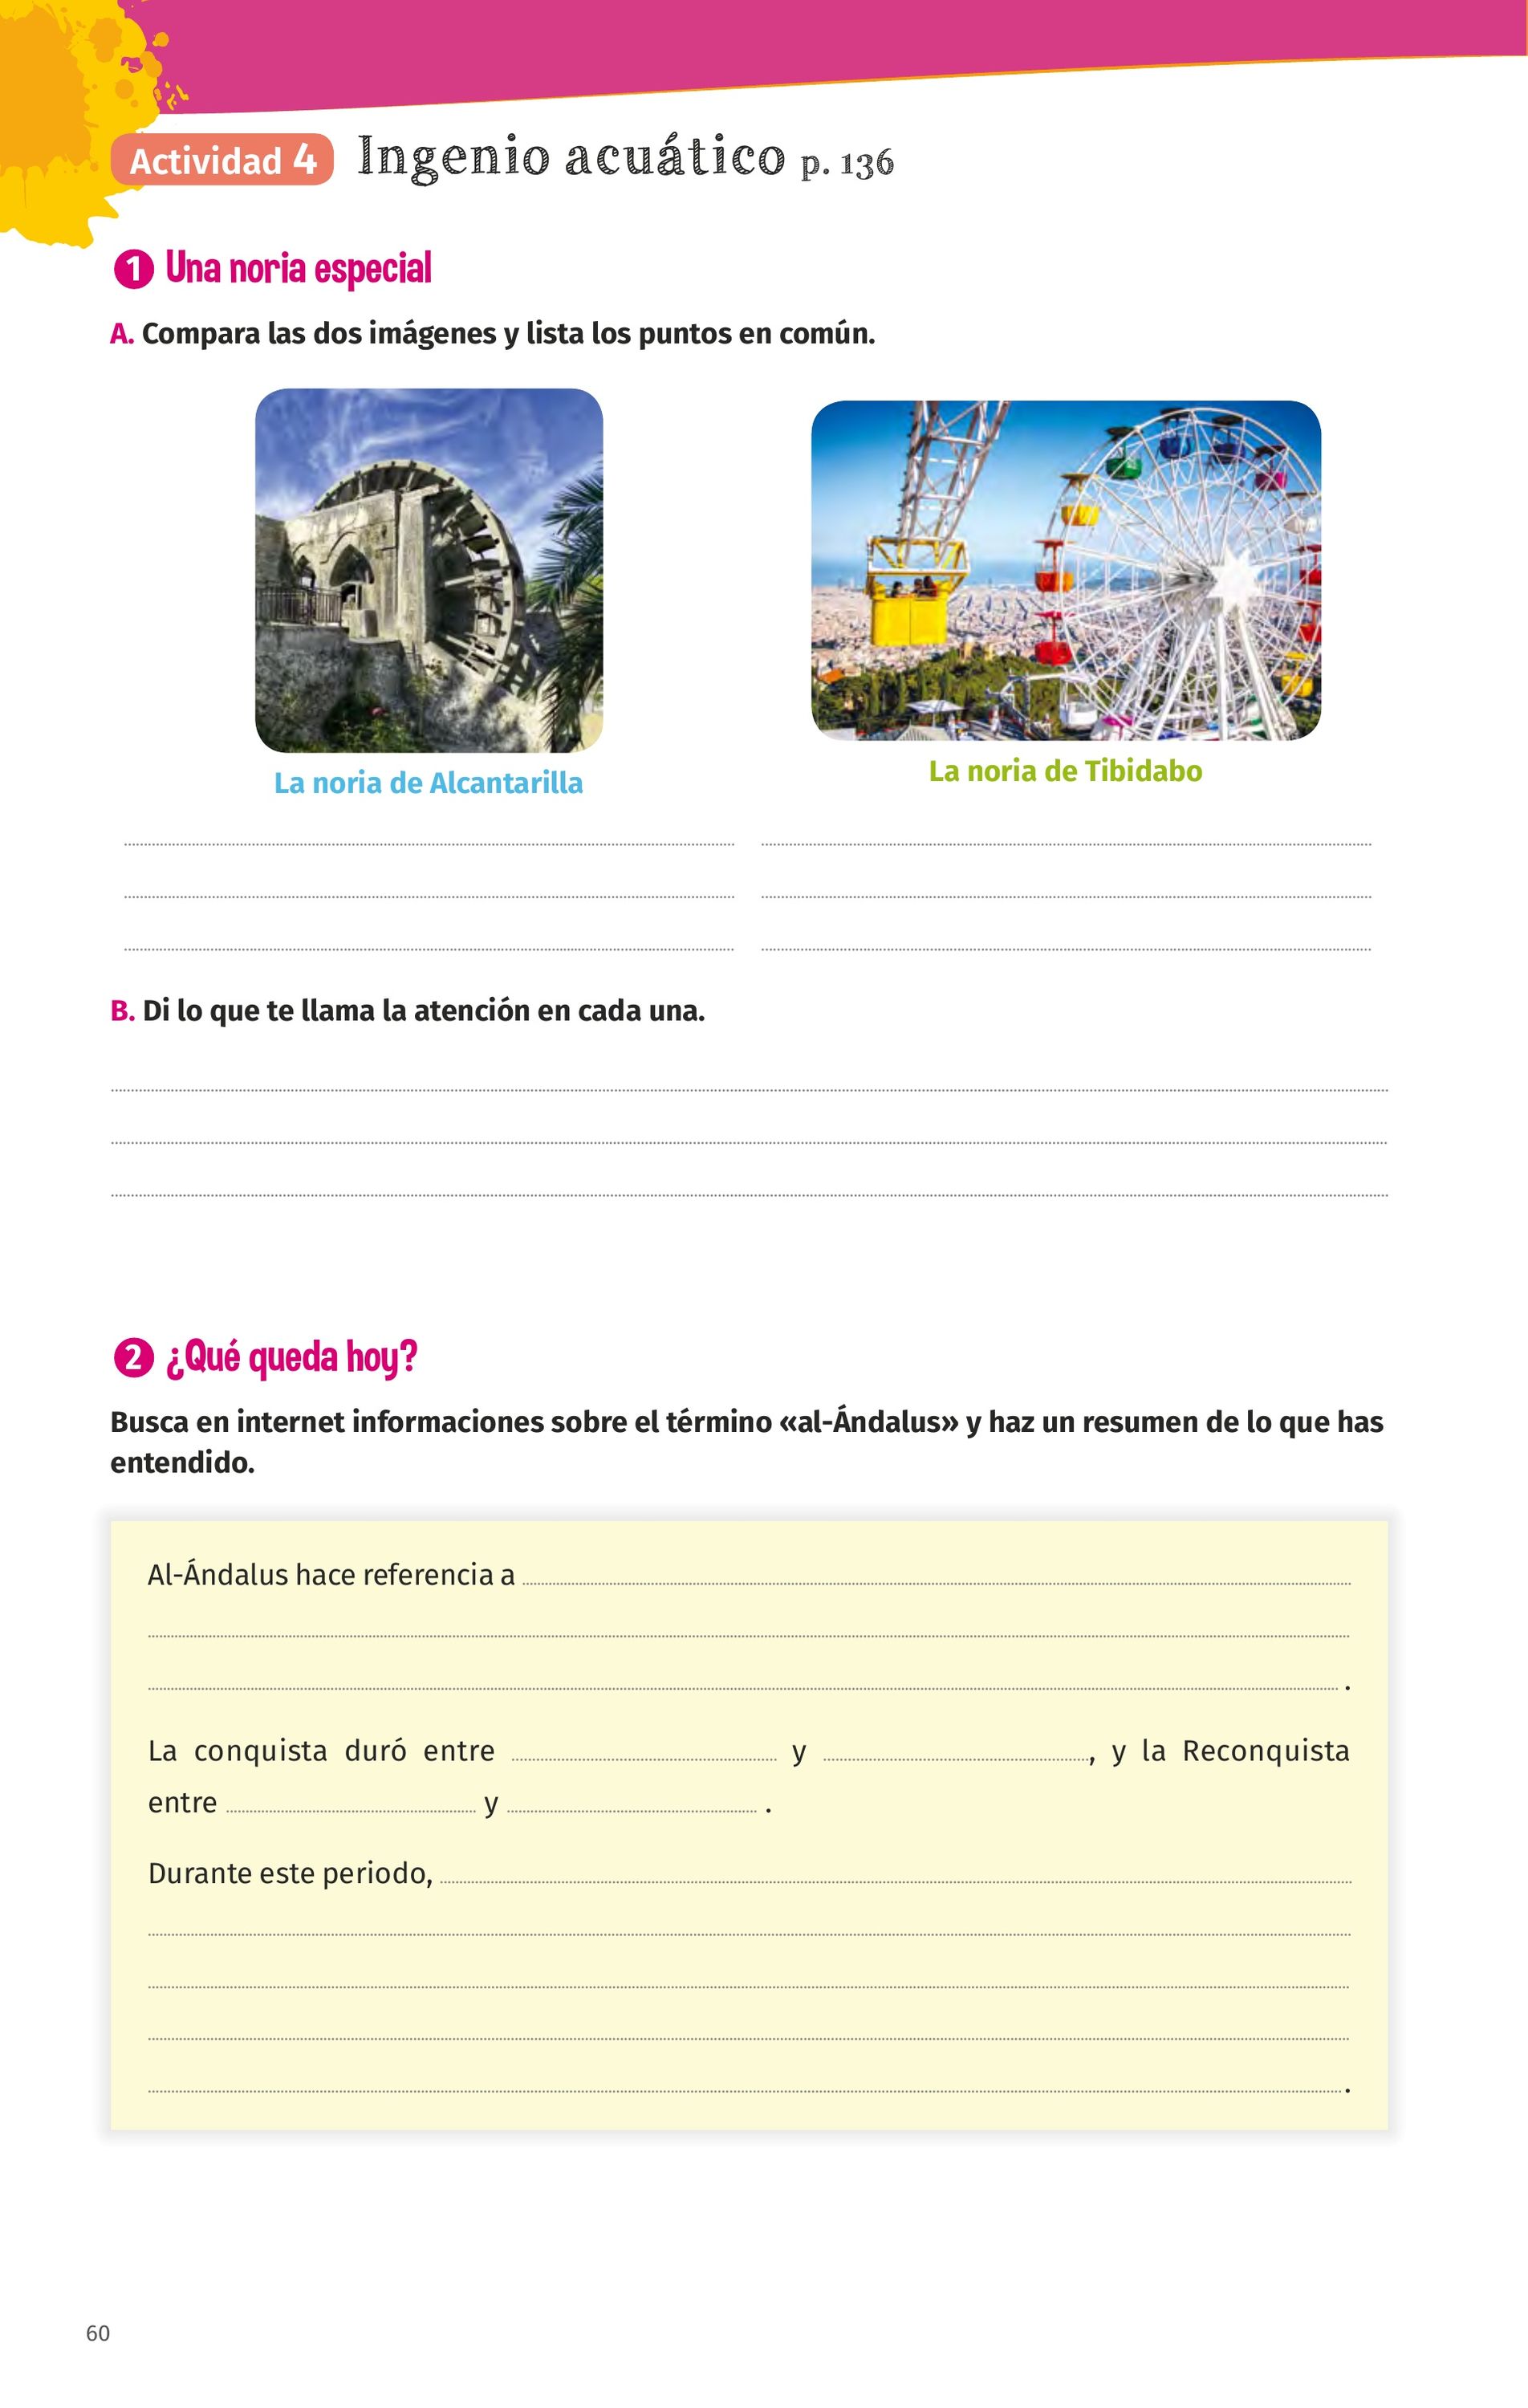 Actividad 4 Ingenio acuático p. 136
1 Una noria especial
A. Compara las dos imágenes y lista los puntos en común.
La noria de Alcantarilla
La noria de Tibidabo
B. Di lo que te llama la atención en cada una.
2 ¿Qué queda hoy?
Busca en internet informaciones sobre el término «al-Ándalus» y haz un resumen de lo que has
entendido.
Al-Ándalus hace referencia a
.
La conquista duró entre y , y la Reconquista
entre y .
Durante este periodo,
.
60